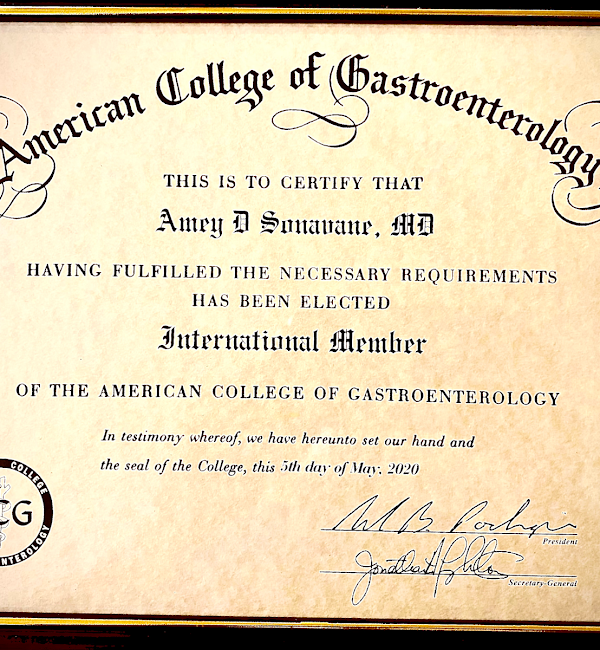 American College of Gastroenterology
THIS IS TO CERTIFY THAT
Amey D Sonavane, MD
HAVING FULFILLED THE NECESSARY REQUIREMENTS
HAS BEEN ELECTED
International Member
OF THE AMERICAN COLLEGE OF GASTROENTEROLOGY
In testimony whereof, we have hereunto set our hand and
the seal of the College, this 5th day of May, 2020
COLLEGE
CG
ENTEROLOGY
President
Secretary-General